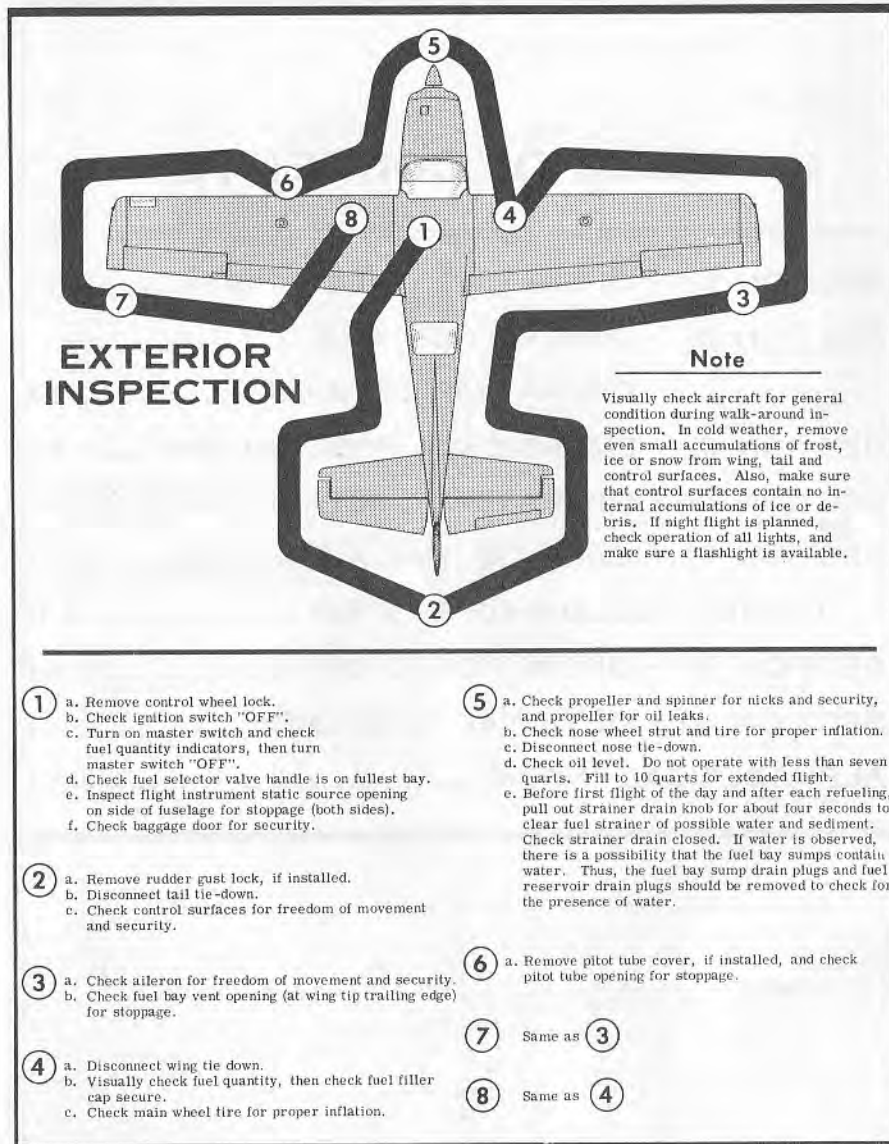 5
6
8
1
4
7
3
EXTERIOR
INSPECTION
Note
Visually check aircraft for general
condition during walk-around in-
spection. In cold weather, remove
even small accumulations of frost,
ice or snow from wing, tail and
control surfaces. Also, make sure
that control surfaces contain no in-
ternal accumulations of ice or de-
bris. If night flight is planned,
check operation of all lights, and
make sure a flashlight is available.
2
1 a. Remove control wheel lock.
b. Check ignition switch "OFF".
c. Turn on master switch and check
fuel quantity indicators, then turn
master switch "OFF".
d. Check fuel selector valve handle is on fullest bay.
e. Inspect flight instrument static source opening
on side of fuselage for stoppage (both sides).
f. Check baggage door for security.
2 a. Remove rudder gust lock, if installed.
b. Disconnect tail tie-down.
c. Check control surfaces for freedom of movement
and security.
3 a. Check aileron for freedom of movement and security.
b. Check fuel bay vent opening (at wing tip trailing edge)
for stoppage.
4 a. Disconnect wing tie down.
b. Visually check fuel quantity, then check fuel filler
cap secure.
c. Check main wheel tire for proper inflation.
5 a. Check propeller and spinner for nicks and security,
and propeller for oil leaks.
b. Check nose wheel strut and tire for proper inflation.
c. Disconnect nose tie-down.
d. Check oil level. Do not operate with less than seven
quarts. Fill to 10 quarts for extended flight.
e. Before first flight of the day and after each refueling,
pull out strainer drain knob for about four seconds to
clear fuel strainer of possible water and sediment.
Check strainer drain closed. If water is observed,
there is a possibility that the fuel bay sumps contain
water. Thus, the fuel bay sump drain plugs and fuel
reservoir drain plugs should be removed to check for
the presence of water.
6 a. Remove pitot tube cover, if installed, and check
pitot tube opening for stoppage.
7 Same as 3
8 Same as 4